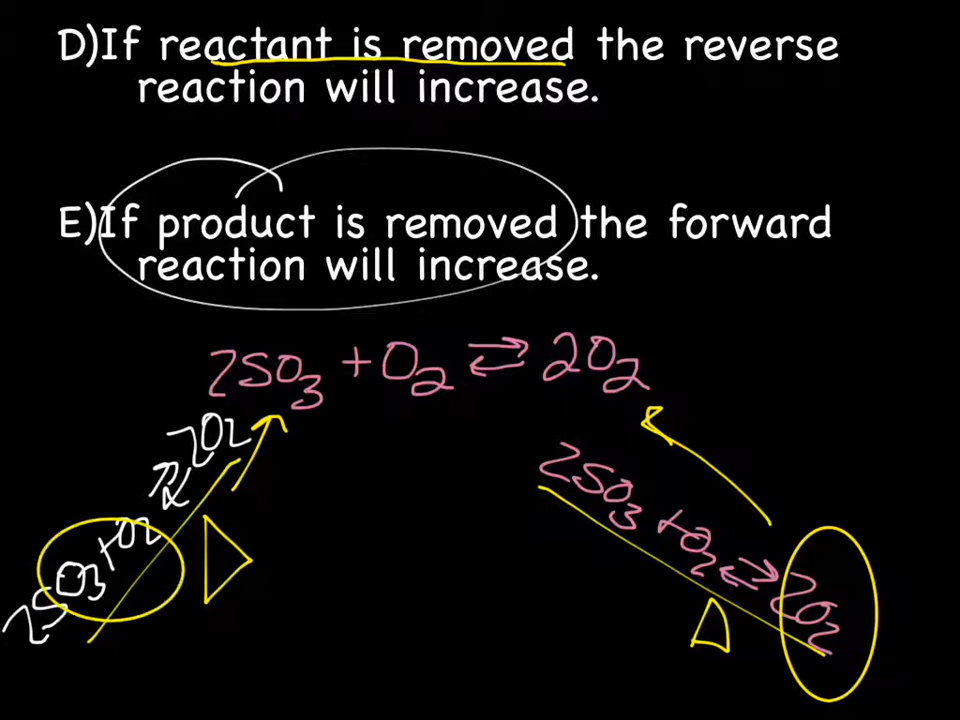 D)If reactant is removed the reverse
reaction will increase.
E)If product is removed the forward
reaction will increase.
2SO₃ + O₂ ⇄ 2O₂
2SO₃ + O₂ ⇄ 2O₂
2SO₃ + O₂ ⇄ 2O₂